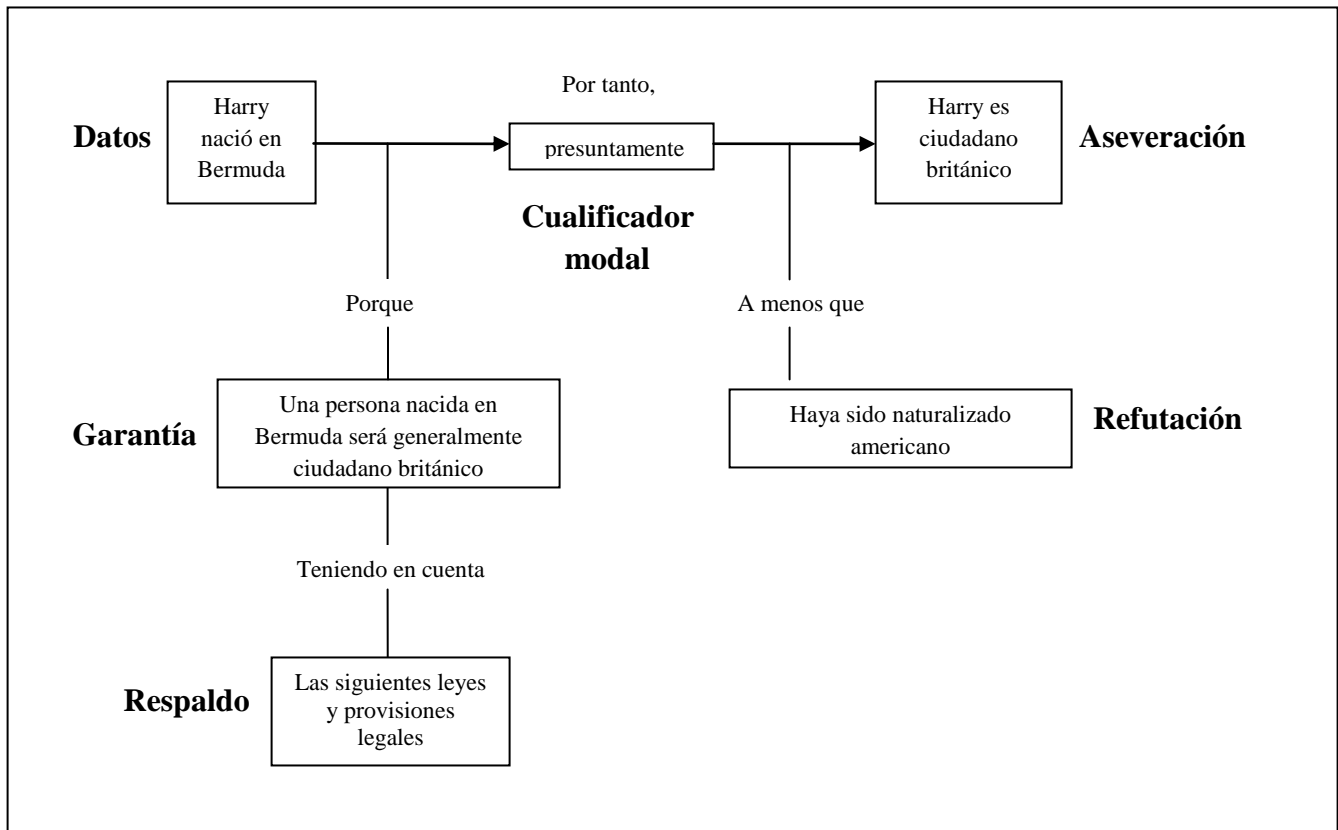 Por tanto,
Datos
Harry
nació en
Bermuda
presuntamente
Harry es
ciudadano
británico
Aseveración
Cualificador
modal
Porque
A menos que
Garantía
Una persona nacida en
Bermuda será generalmente
ciudadano británico
Haya sido naturalizado
americano
Refutación
Teniendo en cuenta
Respaldo
Las siguientes leyes
y provisiones
legales